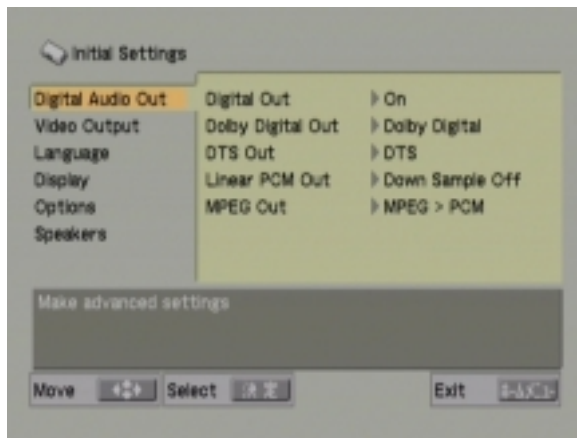 Initial Settings
Digital Audio Out Digital Out On
Video Output Dolby Digital Out Dolby Digital
Language DTS Out DTS
Display Linear PCM Out Down Sample Off
Options MPEG Out MPEG > PCM
Speakers
Make advanced settings
Move Select 決定 Exit